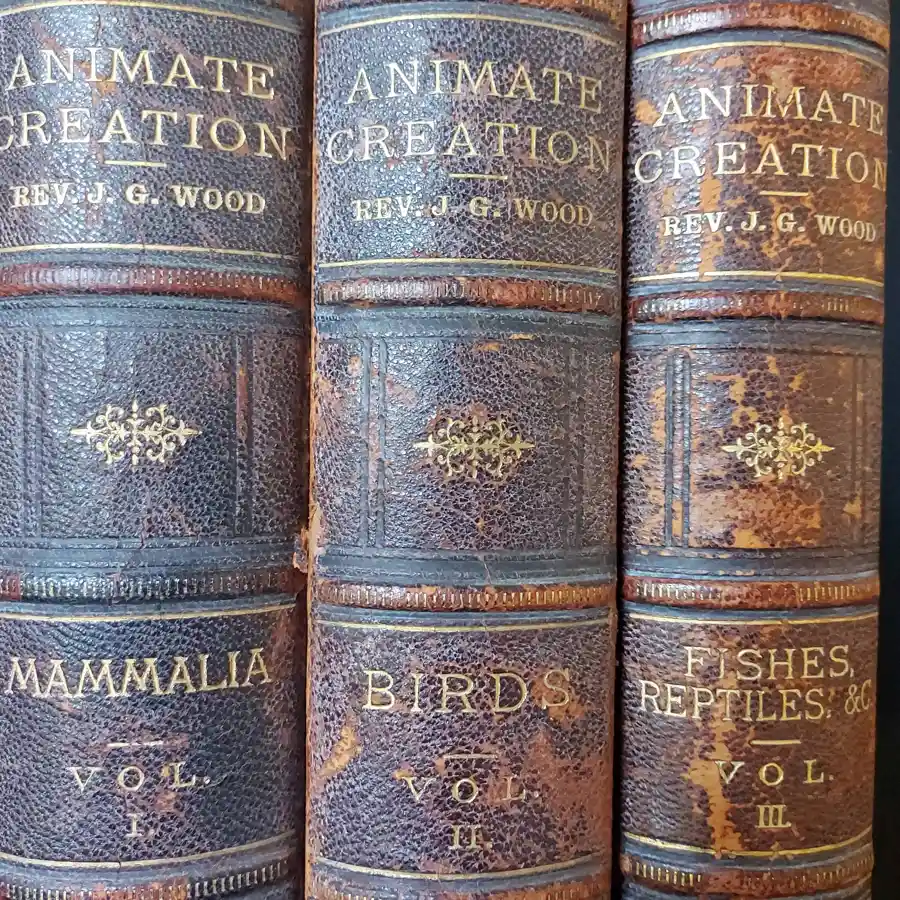 ANIMATE
CREATION
REV. J. G. WOOD
MAMMALIA
VOL.
I.
ANIMATE
CREATION
REV. J G. WOOD
BIRDS
VOL.
II.
ANIMATE
CREATION
REV. J. G. WOOD
FISHES,
REPTILES, &C.
VOL.
III.